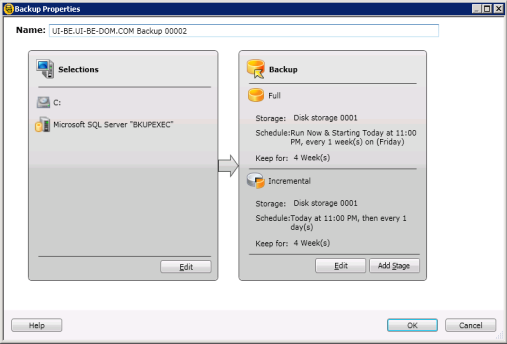 Backup Properties
Name: UI-BE.UI-BE-DOM.COM Backup 00002
Selections
C:
Microsoft SQL Server "BKUPEXEC"
Edit
Backup
Full
Storage: Disk storage 0001
Schedule:Run Now & Starting Today at 11:00
PM, every 1 week(s) on (Friday)
Keep for: 4 Week(s)
Incremental
Storage: Disk storage 0001
Schedule:Today at 11:00 PM, then every 1
day(s)
Keep for: 4 Week(s)
Edit Add Stage
Help OK Cancel